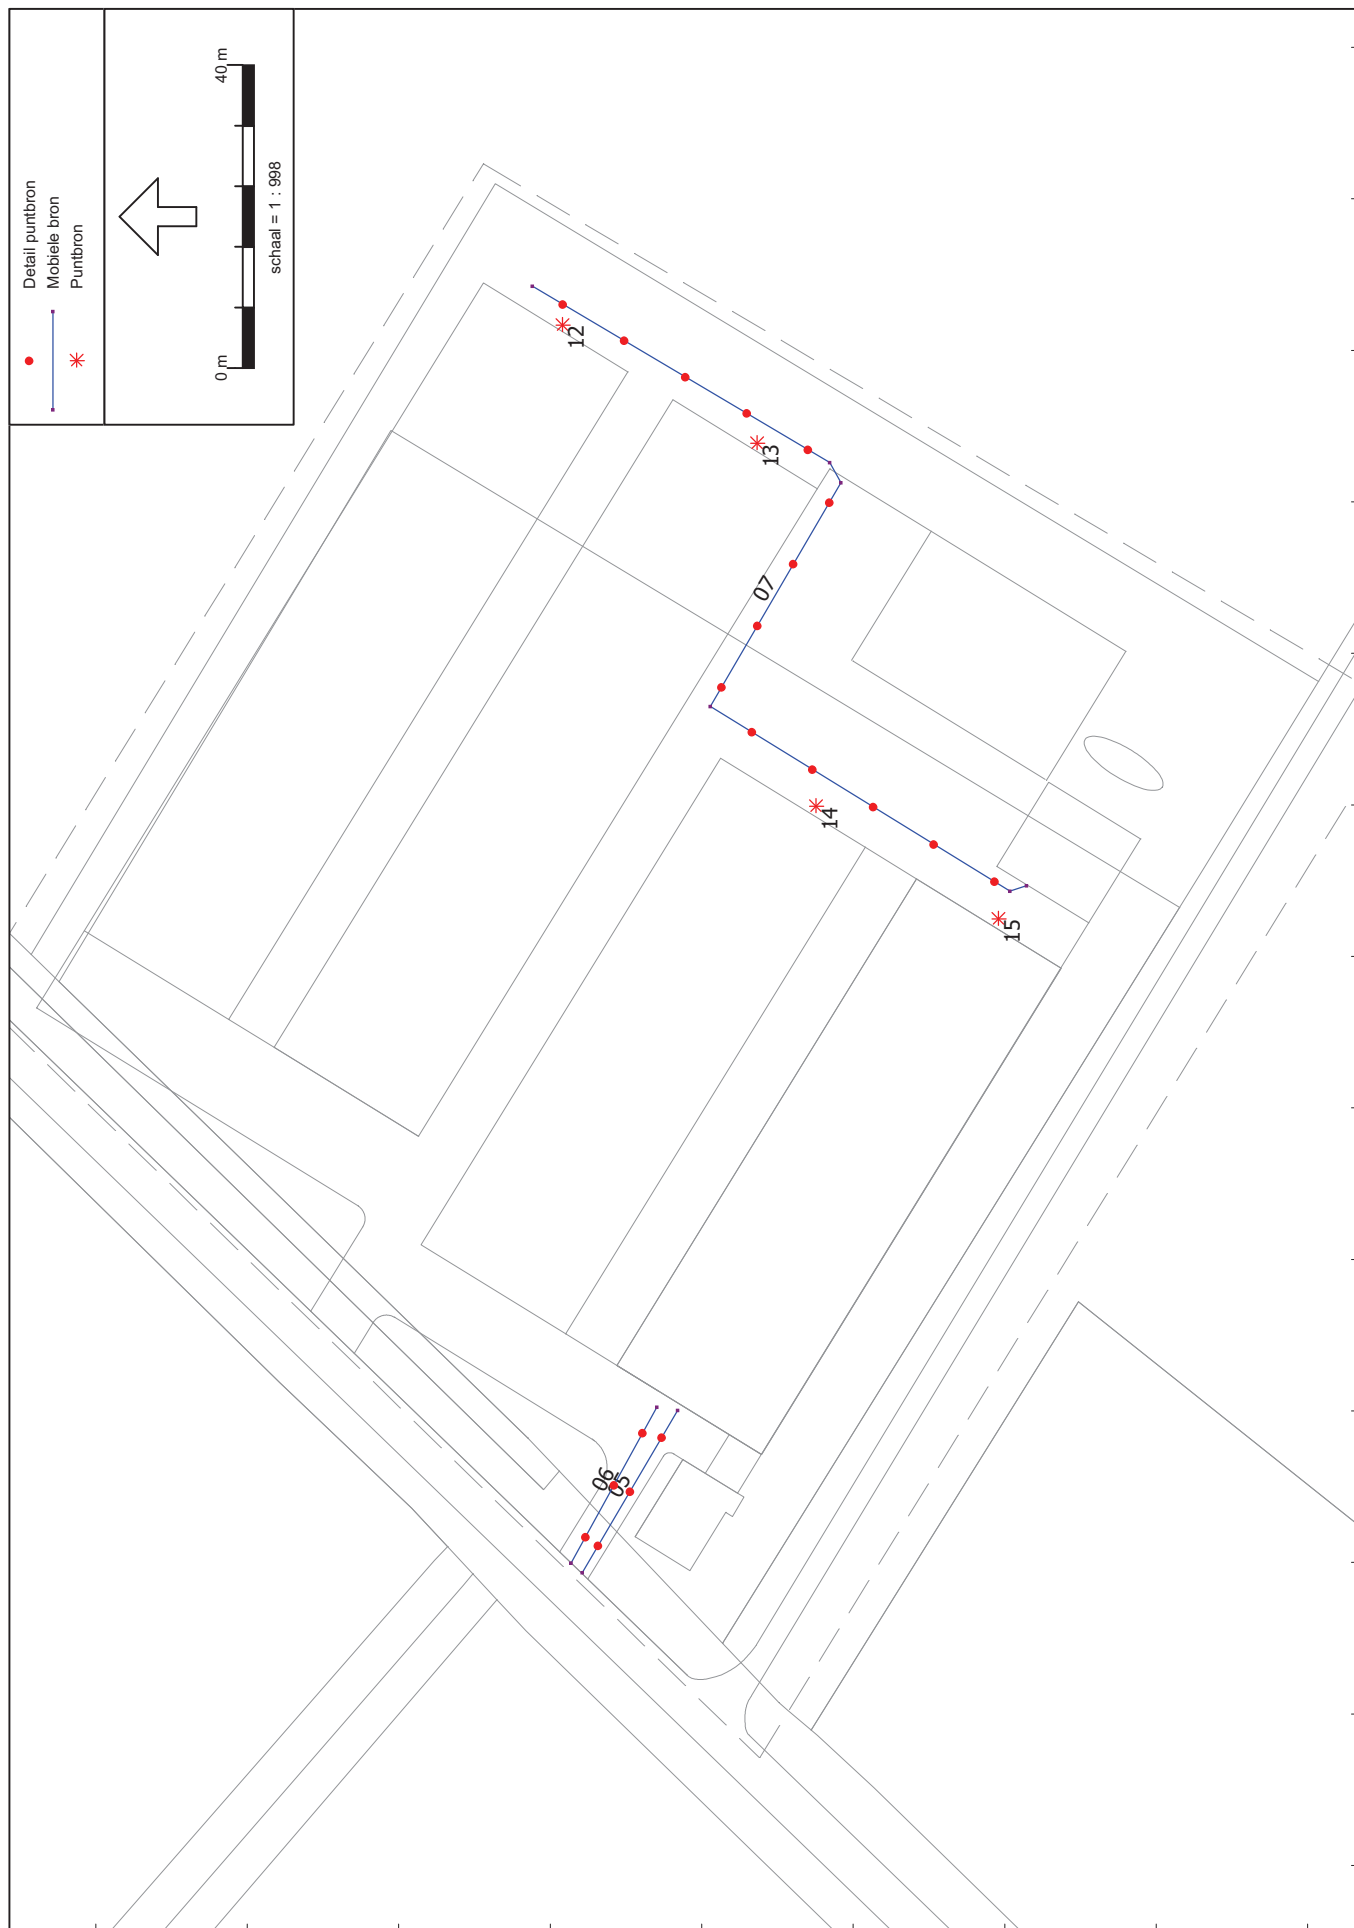 Detail puntbron
Mobiele bron
Puntbron
0 m
40 m
schaal = 1 : 998
12
13
07
14
15
06
05